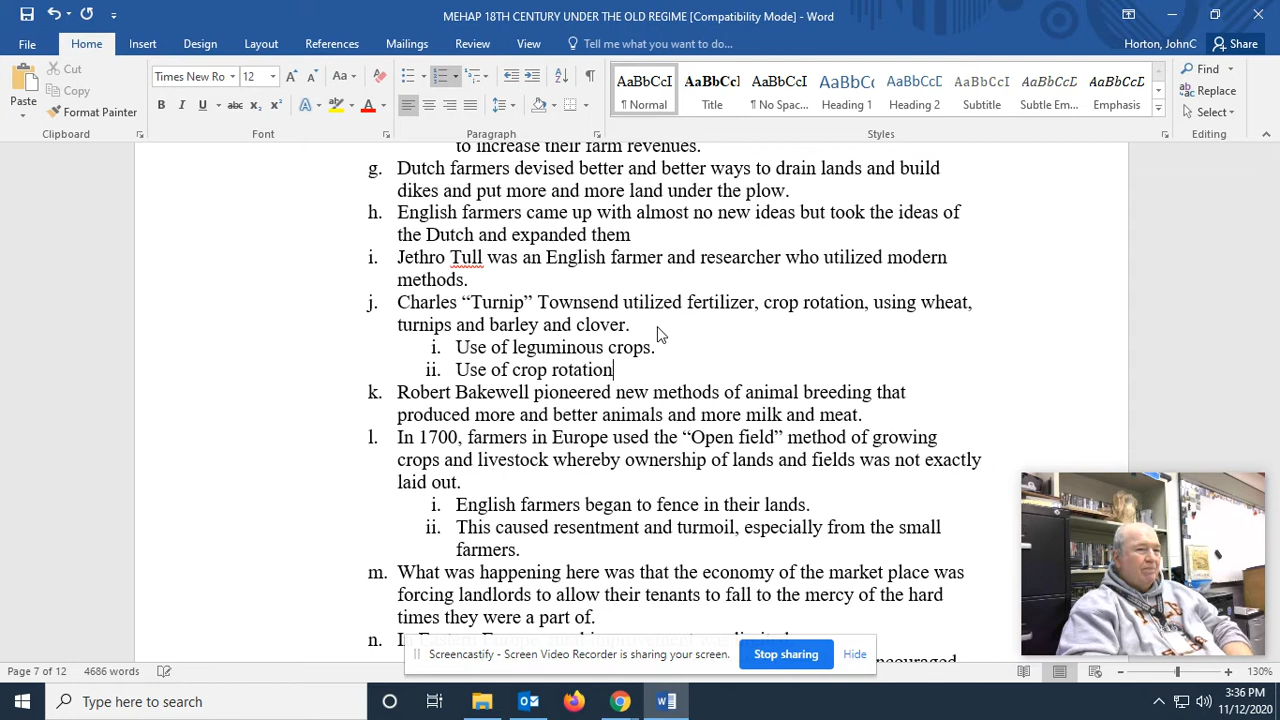 MEHAP 18TH CENTURY UNDER THE OLD REGIME [Compatibility Mode] - Word
File Home Insert Design Layout References Mailings Review View Tell me what you want to do... Horton, JohnC Share
Paste Cut Copy Format Painter
Times New Ro 12
AaBbCcI AaBbCcI AaBbCcI AaBbC AaBbCcD AaBbCcD AaBbCcDc AaBbCcDc
¶ Normal Title ¶ No Spac... Heading 1 Heading 2 Subtitle Subtle Em... Emphasis
Find Replace Select
Clipboard Font Paragraph Styles Editing
to increase their farm revenues.
g. Dutch farmers devised better and better ways to drain lands and build
dikes and put more and more land under the plow.
h. English farmers came up with almost no new ideas but took the ideas of
the Dutch and expanded them
i. Jethro Tull was an English farmer and researcher who utilized modern
methods.
j. Charles “Turnip” Townsend utilized fertilizer, crop rotation, using wheat,
turnips and barley and clover.
i. Use of leguminous crops.
ii. Use of crop rotation
k. Robert Bakewell pioneered new methods of animal breeding that
produced more and better animals and more milk and meat.
l. In 1700, farmers in Europe used the “Open field” method of growing
crops and livestock whereby ownership of lands and fields was not exactly
laid out.
i. English farmers began to fence in their lands.
ii. This caused resentment and turmoil, especially from the small
farmers.
m. What was happening here was that the economy of the market place was
forcing landlords to allow their tenants to fall to the mercy of the hard
times they were a part of.
n.
Screencastify - Screen Video Recorder is sharing your screen. Stop sharing Hide
Page 7 of 12 4686 words 130%
Type here to search
3:36 PM
11/12/2020